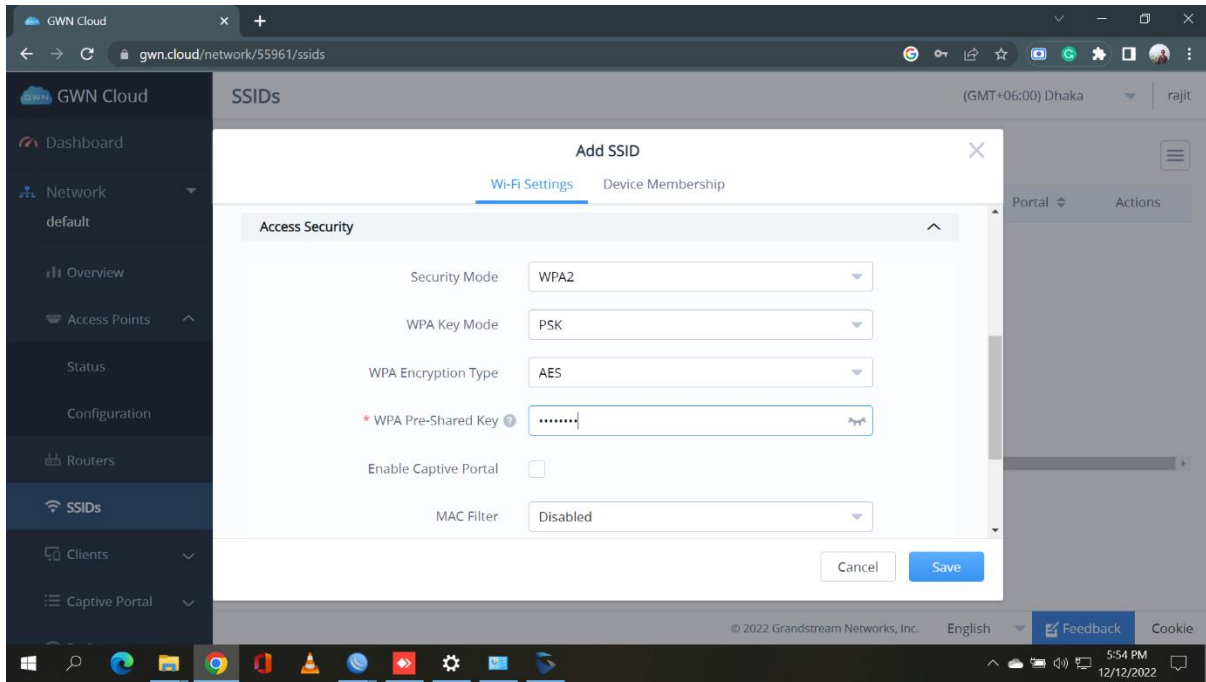 GWN Cloud
gwn.cloud/network/55961/ssids
GWN GWN Cloud
SSIDs
(GMT+06:00) Dhaka
rajit
Dashboard
Network
default
Overview
Access Points
Status
Configuration
Routers
SSIDs
Clients
Captive Portal
Add SSID
Wi-Fi Settings Device Membership
Portal Actions
Access Security
Security Mode WPA2
WPA Key Mode PSK
WPA Encryption Type AES
* WPA Pre-Shared Key ••••••••
Enable Captive Portal
MAC Filter Disabled
Cancel Save
© 2022 Grandstream Networks, Inc. English Feedback Cookie
5:54 PM
12/12/2022